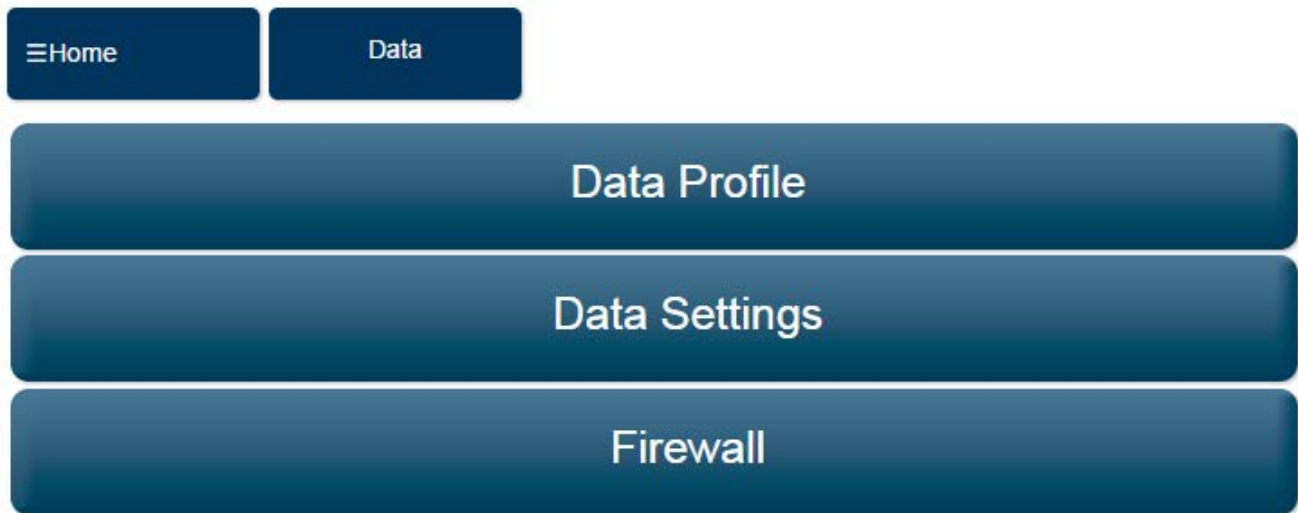 ☰Home
Data
Data Profile
Data Settings
Firewall